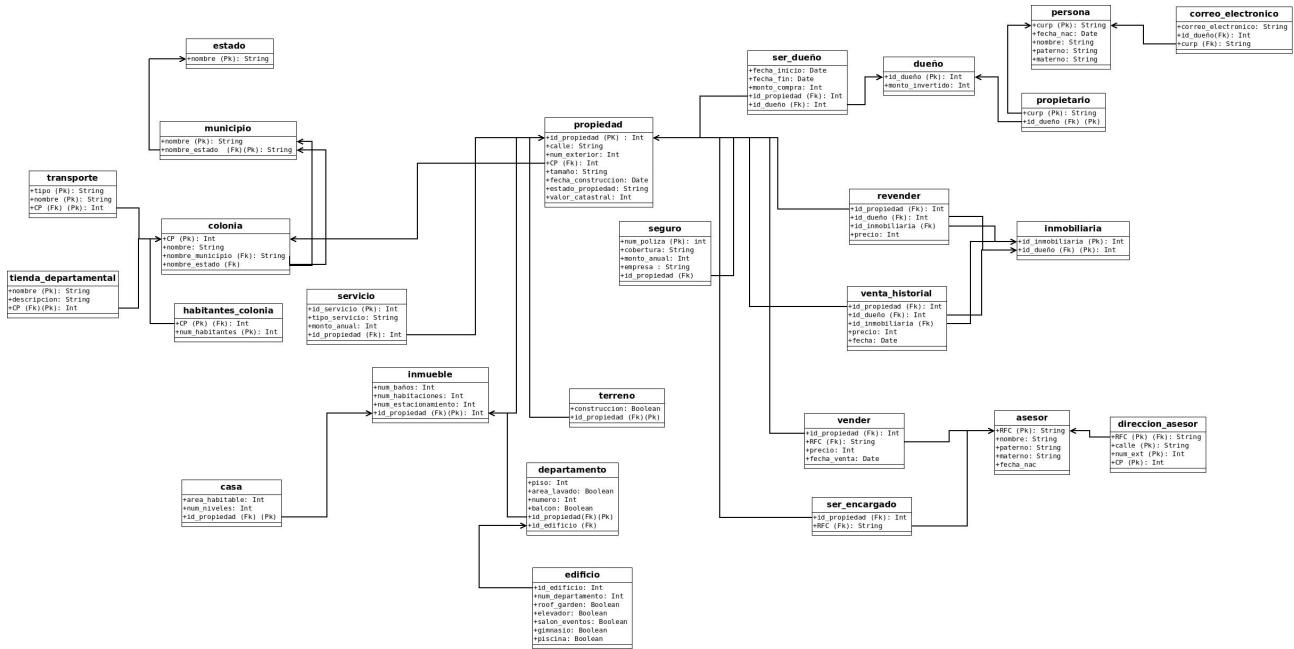 estado
+nombre (Pk): String
municipio
+nombre (Pk): String
+nombre_estado (Fk)(Pk): String
transporte
+tipo (Pk): String
+nombre (Pk): String
+CP (Fk) (Pk): Int
colonia
+CP (Pk): Int
+nombre: String
+nombre_municipio (Fk): String
+nombre_estado (Fk)
tienda_departamental
+nombre (Pk): String
+descripcion: String
+CP (Fk)(Pk): Int
habitantes_colonia
+CP (Pk) (Fk): Int
+num_habitantes (Pk): Int
servicio
+id_servicio (Pk): Int
+tipo_servicio: String
+monto_anual: Int
+id_propiedad (Fk): Int
inmueble
+num_baños: Int
+num_habitaciones: Int
+num_estacionamiento: Int
+id_propiedad (Fk)(Pk): Int
casa
+area_habitable: Int
+num_niveles: Int
+id_propiedad (Fk) (Pk)
propiedad
+id_propiedad (PK) : Int
+calle: String
+num_exterior: Int
+CP (Fk): Int
+tamaño: String
+fecha_construccion: Date
+estado_propiedad: String
+valor_catastral: Int
seguro
+num_poliza (Pk): int
+cobertura: String
+monto_anual: Int
+empresa : String
+id_propiedad (Fk)
terreno
+construccion: Boolean
+id_propiedad (Fk)(Pk)
departamento
+piso: Int
+area_lavado: Boolean
+numero: Int
+balcon: Boolean
+id_propiedad(Fk)(Pk)
+id_edificio (Fk)
edificio
+id_edificio: Int
+num_departamento: Int
+roof_garden: Boolean
+elevador: Boolean
+salon_eventos: Boolean
+gimnasio: Boolean
+piscina: Boolean
ser_dueño
+fecha_inicio: Date
+fecha_fin: Date
+monto_compra: Int
+id_propiedad (Fk): Int
+id_dueño (Fk): Int
dueño
+id_dueño (Pk): Int
+monto_invertido: Int
persona
+curp (Pk): String
+fecha_nac: Date
+nombre: String
+paterno: String
+materno: String
correo_electronico
+correo_electronico: String
+id_dueño(Fk): Int
+curp (Fk): String
propietario
+curp (Pk): String
+id_dueño (Fk) (Pk)
revender
+id_propiedad (Fk): Int
+id_dueño (Fk): Int
+id_inmobiliaria (Fk)
+precio: Int
inmobiliaria
+id_inmobiliaria (Pk): Int
+id_dueño (Fk) (Pk): Int
venta_historial
+id_propiedad (Fk): Int
+id_dueño (Fk): Int
+id_inmobiliaria (Fk)
+precio: Int
+fecha: Date
vender
+id_propiedad (Fk): Int
+RFC (Fk): String
+precio: Int
+fecha_venta: Date
asesor
+RFC (Pk): String
+nombre: String
+paterno: String
+materno: String
+fecha_nac
direccion_asesor
+RFC (Pk) (Fk): String
+calle (Pk): String
+num_ext (Pk): Int
+CP (Pk): Int
ser_encargado
+id_propiedad (Fk): Int
+RFC (Fk): String